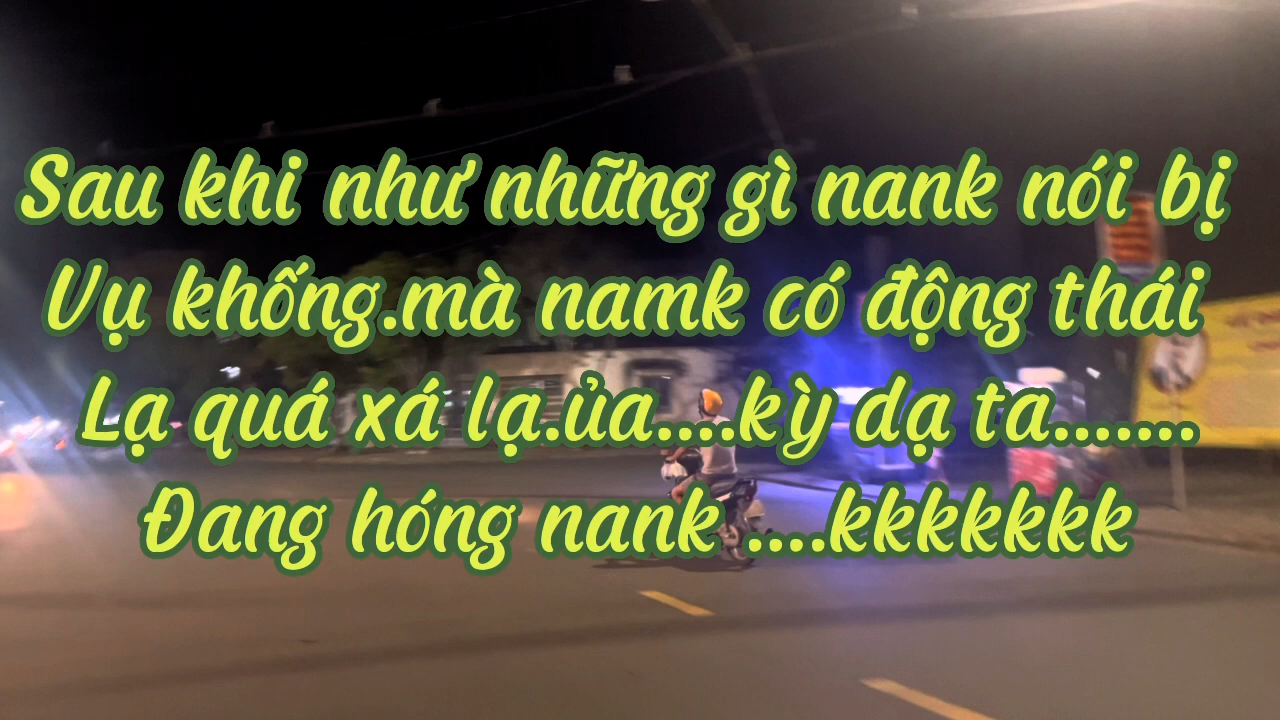 Sau khi như những gì nank nói bị
Vụ khống.mà namk có động thái
Lạ quá xá lạ.ủa....kỳ dạ ta.......
Đang hóng nank ....kkkkkkk